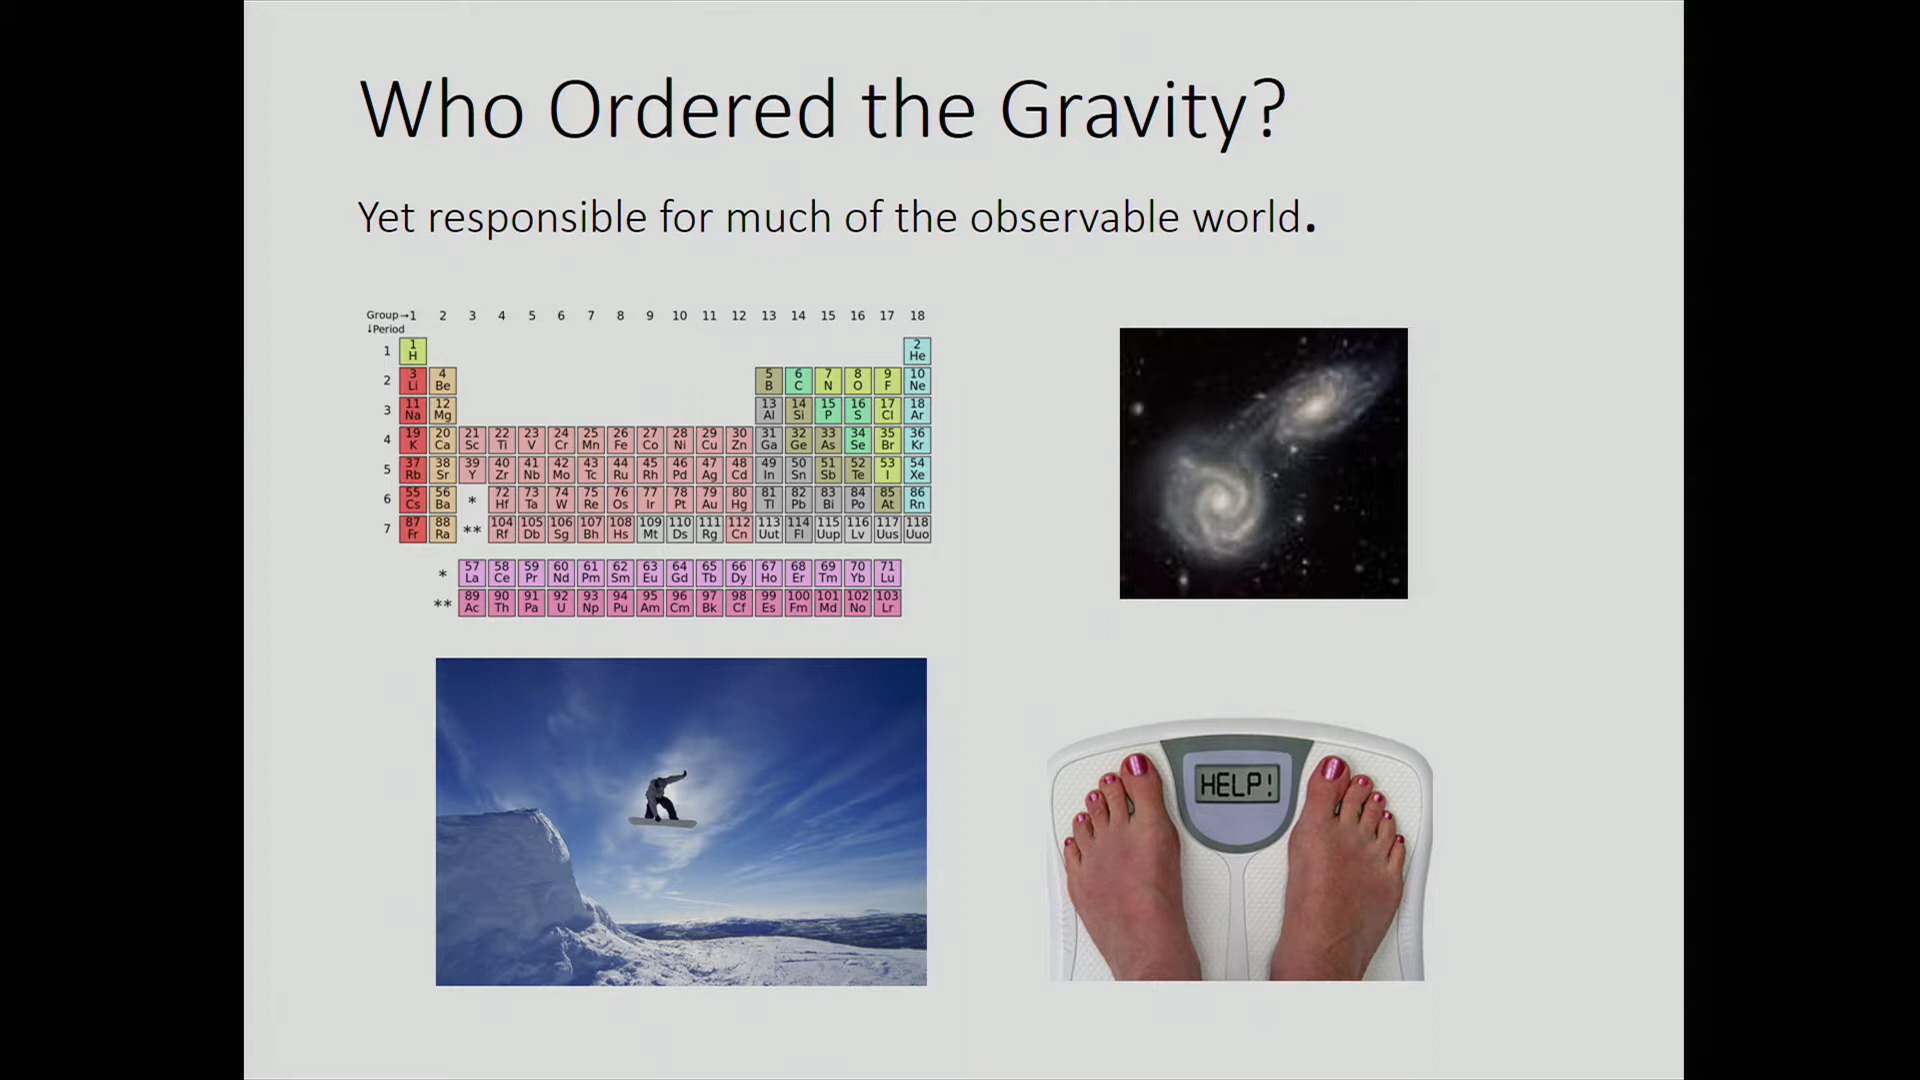 Who Ordered the Gravity?
Yet responsible for much of the observable world.
Group→1 2 3 4 5 6 7 8 9 10 11 12 13 14 15 16 17 18
↓Period
1 1 H 2 He
2 3 Li 4 Be 5 B 6 C 7 N 8 O 9 F 10 Ne
3 11 Na 12 Mg 13 Al 14 Si 15 P 16 S 17 Cl 18 Ar
4 19 K 20 Ca 21 Sc 22 Ti 23 V 24 Cr 25 Mn 26 Fe 27 Co 28 Ni 29 Cu 30 Zn 31 Ga 32 Ge 33 As 34 Se 35 Br 36 Kr
5 37 Rb 38 Sr 39 Y 40 Zr 41 Nb 42 Mo 43 Tc 44 Ru 45 Rh 46 Pd 47 Ag 48 Cd 49 In 50 Sn 51 Sb 52 Te 53 I 54 Xe
6 55 Cs 56 Ba * 72 Hf 73 Ta 74 W 75 Re 76 Os 77 Ir 78 Pt 79 Au 80 Hg 81 Tl 82 Pb 83 Bi 84 Po 85 At 86 Rn
7 87 Fr 88 Ra ** 104 Rf 105 Db 106 Sg 107 Bh 108 Hs 109 Mt 110 Ds 111 Rg 112 Cn 113 Uut 114 Fl 115 Uup 116 Lv 117 Uus 118 Uuo
* 57 La 58 Ce 59 Pr 60 Nd 61 Pm 62 Sm 63 Eu 64 Gd 65 Tb 66 Dy 67 Ho 68 Er 69 Tm 70 Yb 71 Lu
** 89 Ac 90 Th 91 Pa 92 U 93 Np 94 Pu 95 Am 96 Cm 97 Bk 98 Cf 99 Es 100 Fm 101 Md 102 No 103 Lr
HELP!